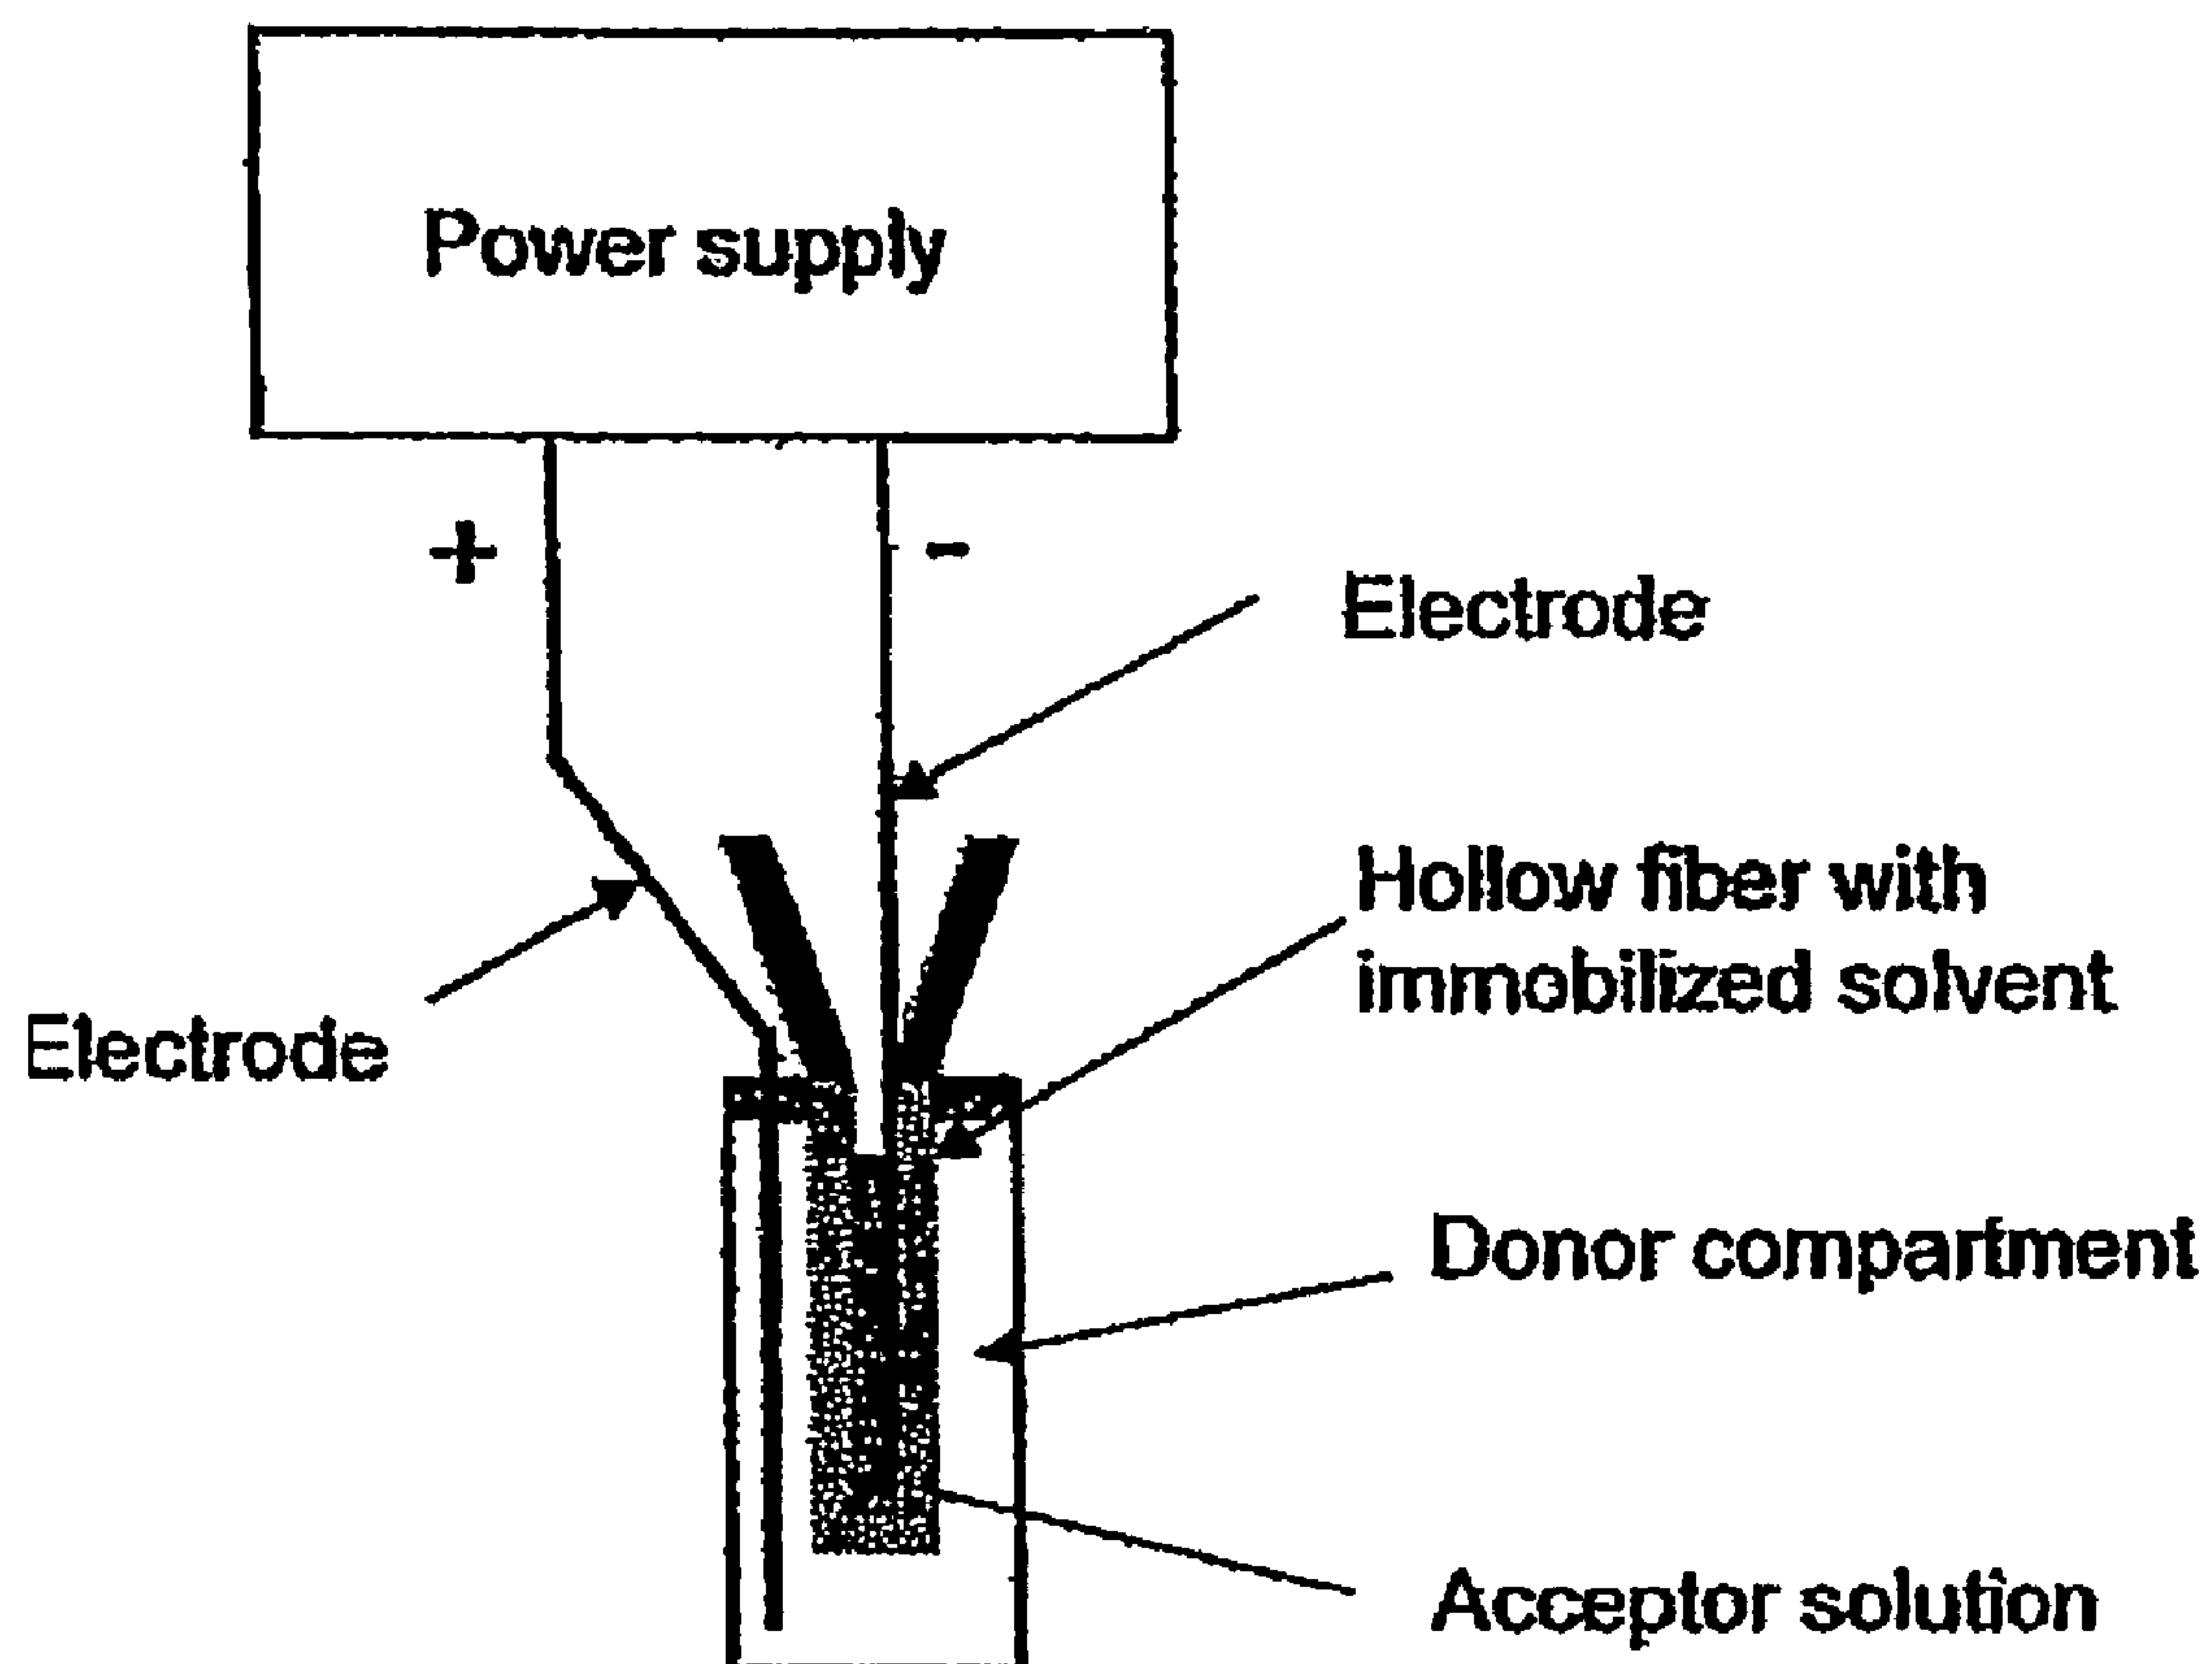 Power supply
+
-
Electrode
Hollow fiber with
immobilized solvent
Electrode
Donor compartment
Acceptor solution